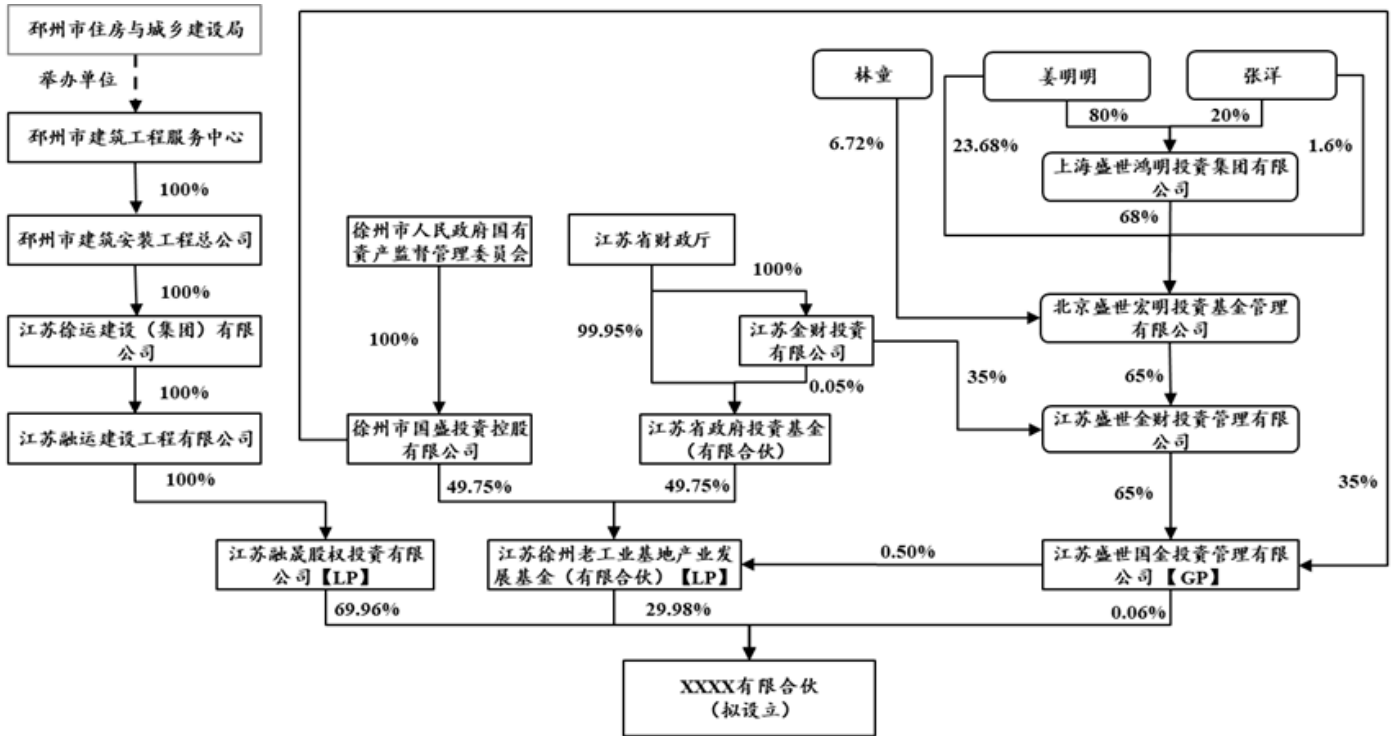 邳州市住房与城乡建设局
举办单位
邳州市建筑工程服务中心
100%
邳州市建筑安装工程总公司
100%
江苏徐运建设（集团）有限
公司
100%
江苏融运建设工程有限公司
100%
江苏融晟股权投资有限
公司【LP】
69.96%
徐州市人民政府国有
资产监督管理委员会
100%
徐州市国盛投资控股
有限公司
49.75%
江苏省财政厅
100%
99.95%
江苏金财投资
有限公司
0.05%
35%
江苏省政府投资基金
（有限合伙）
49.75%
江苏徐州老工业基地产业发
展基金（有限合伙）【LP】
29.98%
林童
姜明明
张洋
6.72%
23.68%
80%
20%
1.6%
上海盛世鸿明投资集团有限
公司
68%
北京盛世宏明投资基金管理
有限公司
65%
江苏盛世金财投资管理有限
公司
65%
35%
0.50%
江苏盛世国金投资管理有限
公司【GP】
0.06%
XXXX有限合伙
（拟设立）